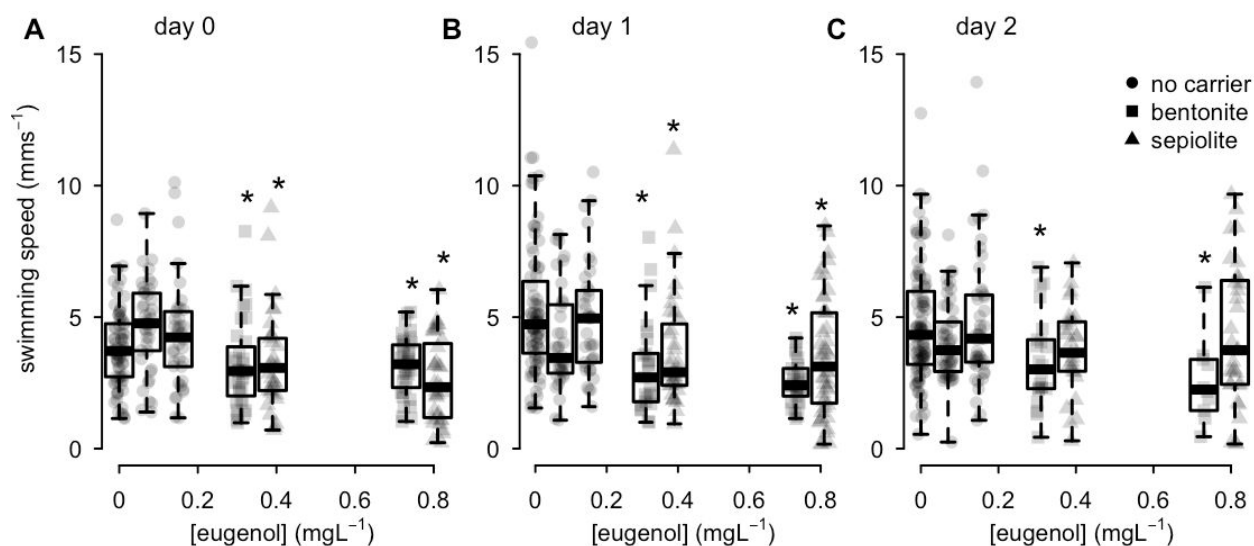 A day 0 B day 1 C day 2
15
10
5
0
swimming speed (mms⁻¹)
* * * *
0 0.2 0.4 0.6 0.8
[eugenol] (mgL⁻¹)
15
10
5
0
* * * *
0 0.2 0.4 0.6 0.8
[eugenol] (mgL⁻¹)
15
10
5
0
* *
no carrier
bentonite
sepiolite
0 0.2 0.4 0.6 0.8
[eugenol] (mgL⁻¹)